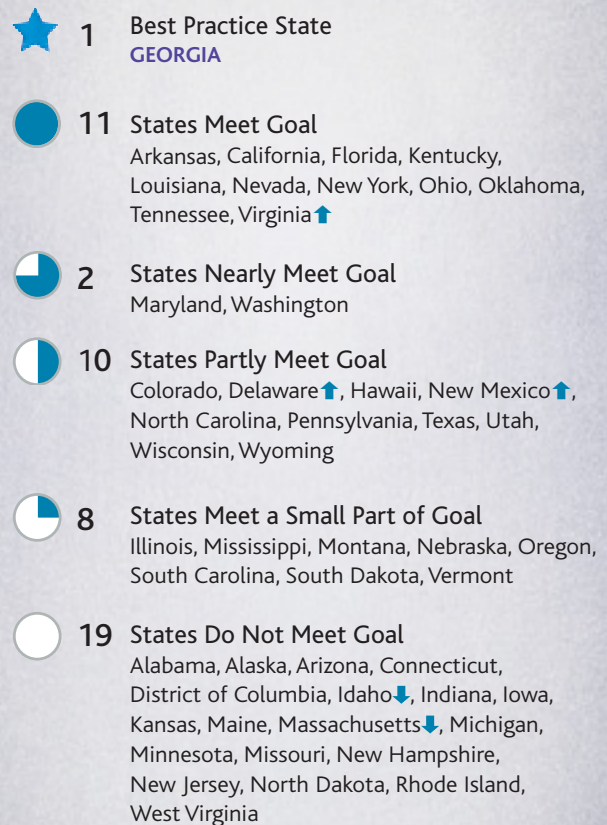 1 Best Practice State
GEORGIA
11 States Meet Goal
Arkansas, California, Florida, Kentucky,
Louisiana, Nevada, New York, Ohio, Oklahoma,
Tennessee, Virginia⬆
2 States Nearly Meet Goal
Maryland, Washington
10 States Partly Meet Goal
Colorado, Delaware⬆, Hawaii, New Mexico⬆,
North Carolina, Pennsylvania, Texas, Utah,
Wisconsin, Wyoming
8 States Meet a Small Part of Goal
Illinois, Mississippi, Montana, Nebraska, Oregon,
South Carolina, South Dakota, Vermont
19 States Do Not Meet Goal
Alabama, Alaska, Arizona, Connecticut,
District of Columbia, Idaho⬇, Indiana, Iowa,
Kansas, Maine, Massachusetts⬇, Michigan,
Minnesota, Missouri, New Hampshire,
New Jersey, North Dakota, Rhode Island,
West Virginia